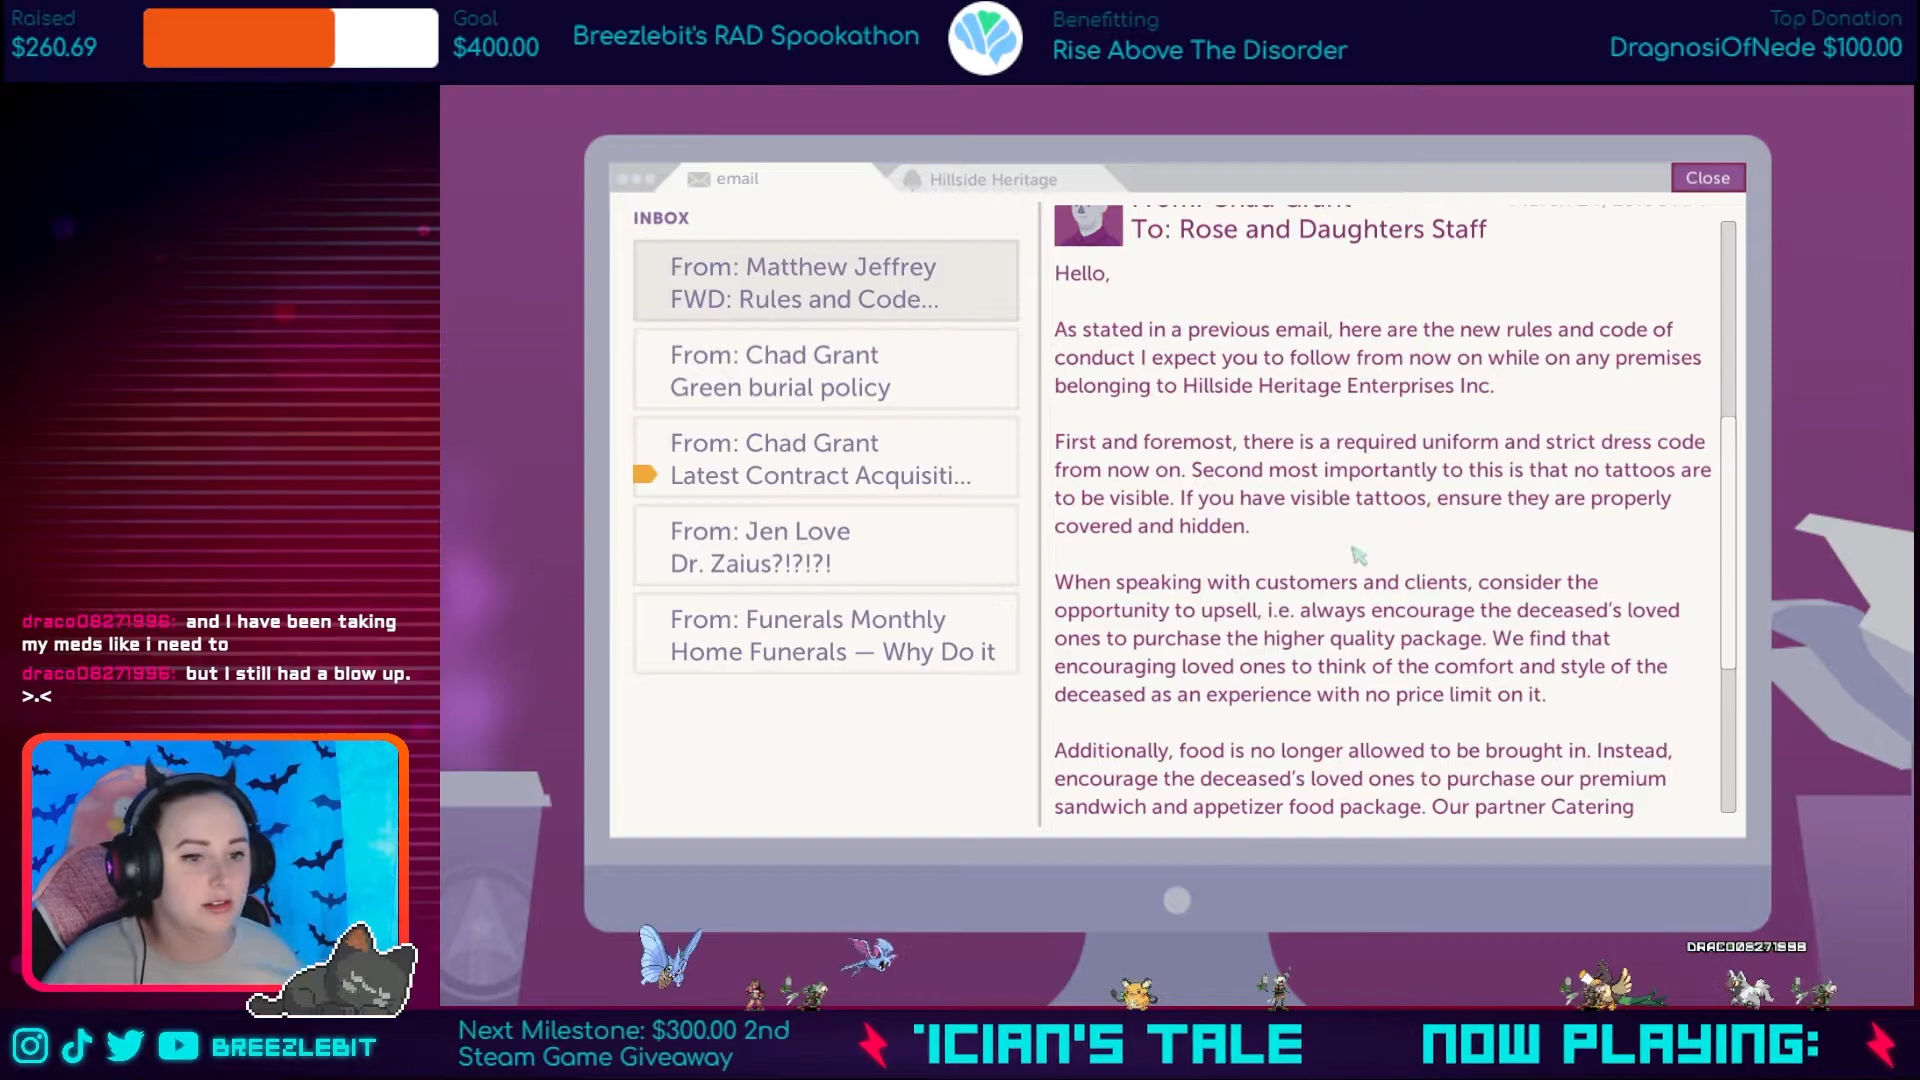 Raised
$260.69
Goal
$400.00
Breezlebit's RAD Spookathon
Benefitting
Rise Above The Disorder
Top Donation
DragnosiOfNede $100.00
email
Hillside Heritage
Close
INBOX
From: Matthew Jeffrey
FWD: Rules and Code...
From: Chad Grant
Green burial policy
From: Chad Grant
Latest Contract Acquisiti...
From: Jen Love
Dr. Zaius?!?!?!
From: Funerals Monthly
Home Funerals — Why Do it
From: Chad Grant
To: Rose and Daughters Staff
Hello,
As stated in a previous email, here are the new rules and code of
conduct I expect you to follow from now on while on any premises
belonging to Hillside Heritage Enterprises Inc.
First and foremost, there is a required uniform and strict dress code
from now on. Second most importantly to this is that no tattoos are
to be visible. If you have visible tattoos, ensure they are properly
covered and hidden.
When speaking with customers and clients, consider the
opportunity to upsell, i.e. always encourage the deceased's loved
ones to purchase the higher quality package. We find that
encouraging loved ones to think of the comfort and style of the
deceased as an experience with no price limit on it.
Additionally, food is no longer allowed to be brought in. Instead,
encourage the deceased's loved ones to purchase our premium
sandwich and appetizer food package. Our partner Catering
draco08271996: and I have been taking
my meds like i need to
draco08271996: but I still had a blow up.
>.<
DRACO08271996
BREEZLEBIT
Next Milestone: $300.00 2nd
Steam Game Giveaway
'ICIAN'S TALE
NOW PLAYING: